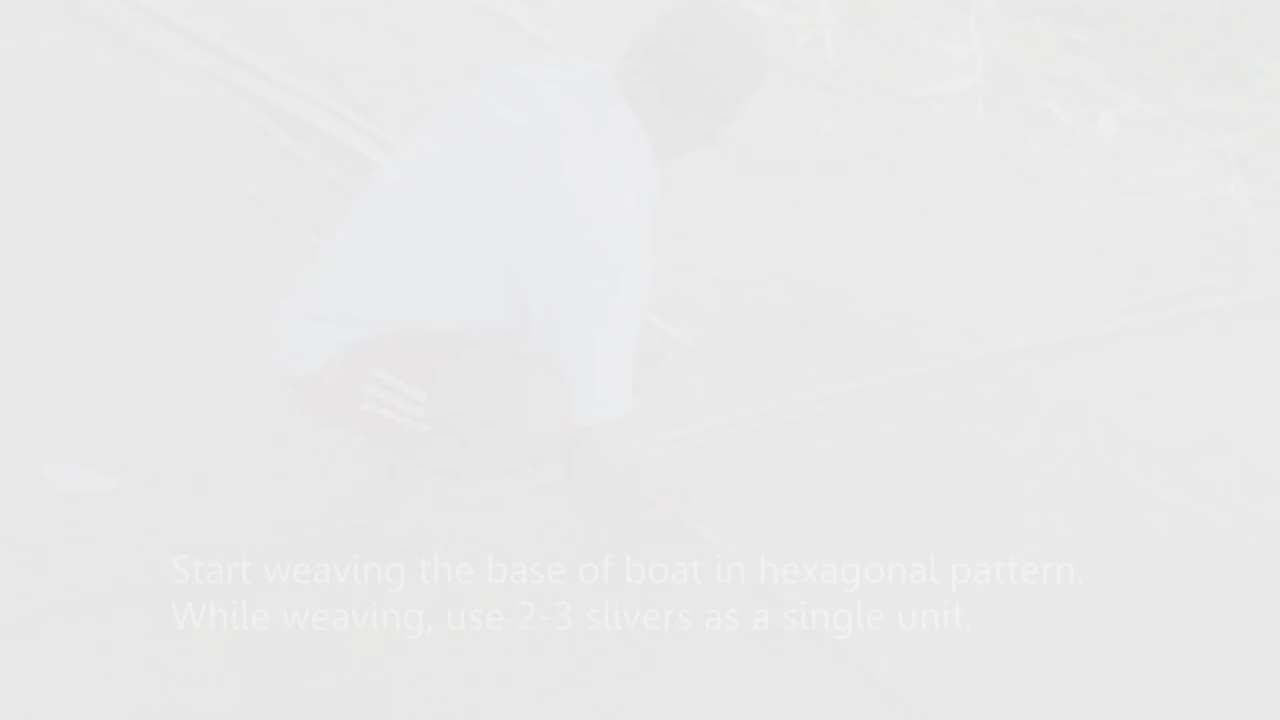 Start weaving the base of boat in hexagonal pattern.
While weaving, use 2-3 slivers as a single unit.